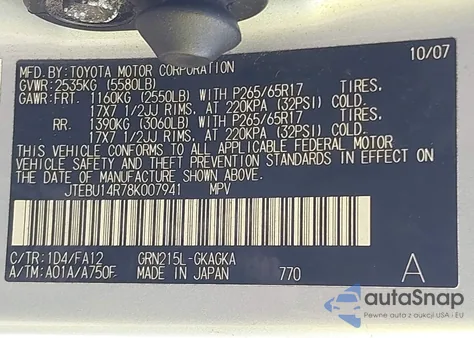 10/07
MFD. BY:TOYOTA MOTOR CORPORATION
GVWR: 2535KG (5580LB)
GAWR:FRT. 1160KG (2550LB) WITH P265/65R17 TIRES.
17X7 1/2JJ RIMS. AT 220KPA (32PSI) COLD.
RR. 1390KG (3060LB) WITH P265/65R17 TIRES.
17X7 1/2JJ RIMS. AT 220KPA (32PSI) COLD.
THIS VEHICLE CONFORMS TO ALL APPLICABLE FEDERAL MOTOR
VEHICLE SAFETY AND THEFT PREVENTION STANDARDS IN EFFECT ON
THE DATE OF MANUFACTURE SHOWN ABOVE.
JTEBU14R78K007941 MPV
C/TR: 1D4/FA12 GRN215L-GKAGKA
A/TM: A01A/A750F MADE IN JAPAN 770 A
autoSnap
Pewne auta z USA i EU